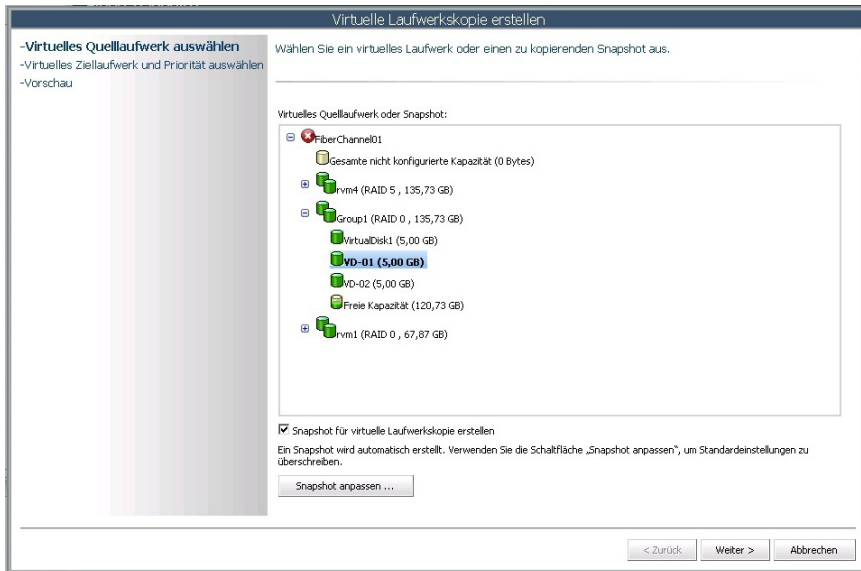 Virtuelle Laufwerkskopie erstellen
-Virtuelles Quelllaufwerk auswählen
-Virtuelles Ziellaufwerk und Priorität auswählen
-Vorschau
Wählen Sie ein virtuelles Laufwerk oder einen zu kopierenden Snapshot aus.
Virtuelles Quelllaufwerk oder Snapshot:
FiberChannel01
Gesamte nicht konfigurierte Kapazität (0 Bytes)
rvm4 (RAID 5 , 135,73 GB)
Group1 (RAID 0 , 135,73 GB)
VirtualDisk1 (5,00 GB)
VD-01 (5,00 GB)
VD-02 (5,00 GB)
Freie Kapazität (120,73 GB)
rvm1 (RAID 0 , 67,87 GB)
Snapshot für virtuelle Laufwerkskopie erstellen
Ein Snapshot wird automatisch erstellt. Verwenden Sie die Schaltfläche „Snapshot anpassen“, um Standardeinstellungen zu
überschreiben.
Snapshot anpassen ...
< Zurück
Weiter >
Abbrechen